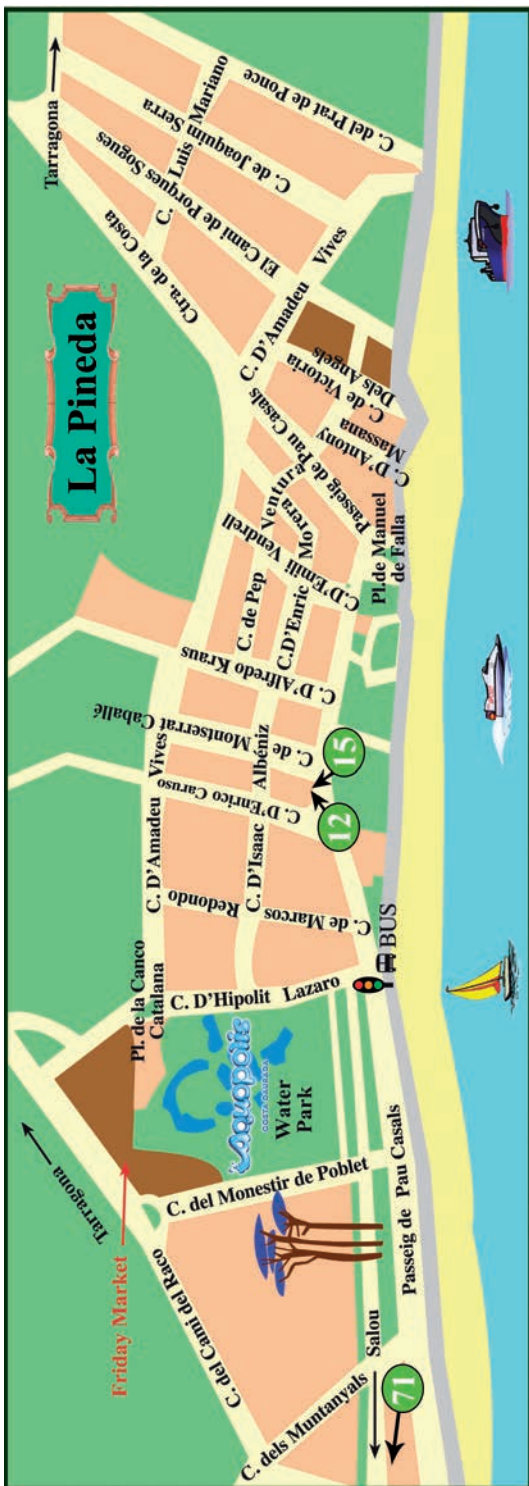 La Pineda
Tarragona
C. del Prat de Ponce
C. Luis Mariano
C. de Joaquim Serra
El Cami de Porques Sogues
Ctra. de la Costa
C. D'Amadeu Vives
Dels Angels
C. de Victoria
C. D'Antony
Massana
Passeig de Pau Casals
Pl.de Manuel
de Falla
Ventura
Morera
C.D'Emili Vendrell
C. de Pep
C.D'Enric
C. D'Alfredo Kraus
C. de Montserrat Caballé
C. D'Enrico Caruso
C. D'Isaac Albéniz
C. D'Amadeu Vives
15
12
C. de Marcos Redondo
BUS
Pl. de la Canco
Catalana
C. D'Hipolit Lazaro
aquopolis
COSTA DAURADA
Water
Park
Tarragona
Friday Market
C. del Monestir de Poblet
C. del Cami del Raco
Passeig de Pau Casals
Salou
C. dels Muntanyals
71